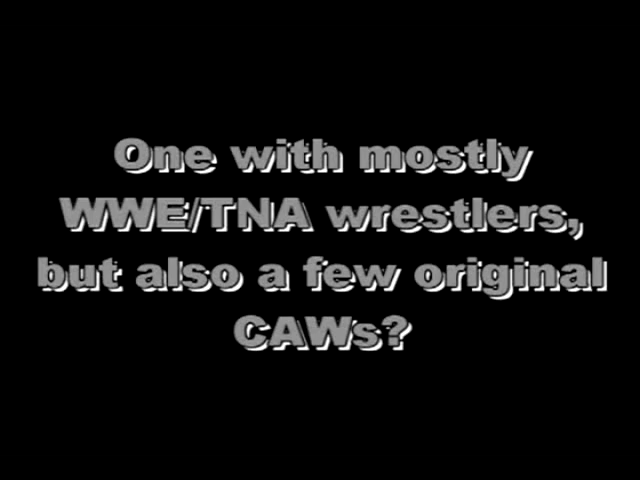 One with mostly
WWE/TNA wrestlers,
but also a few original
CAWs?